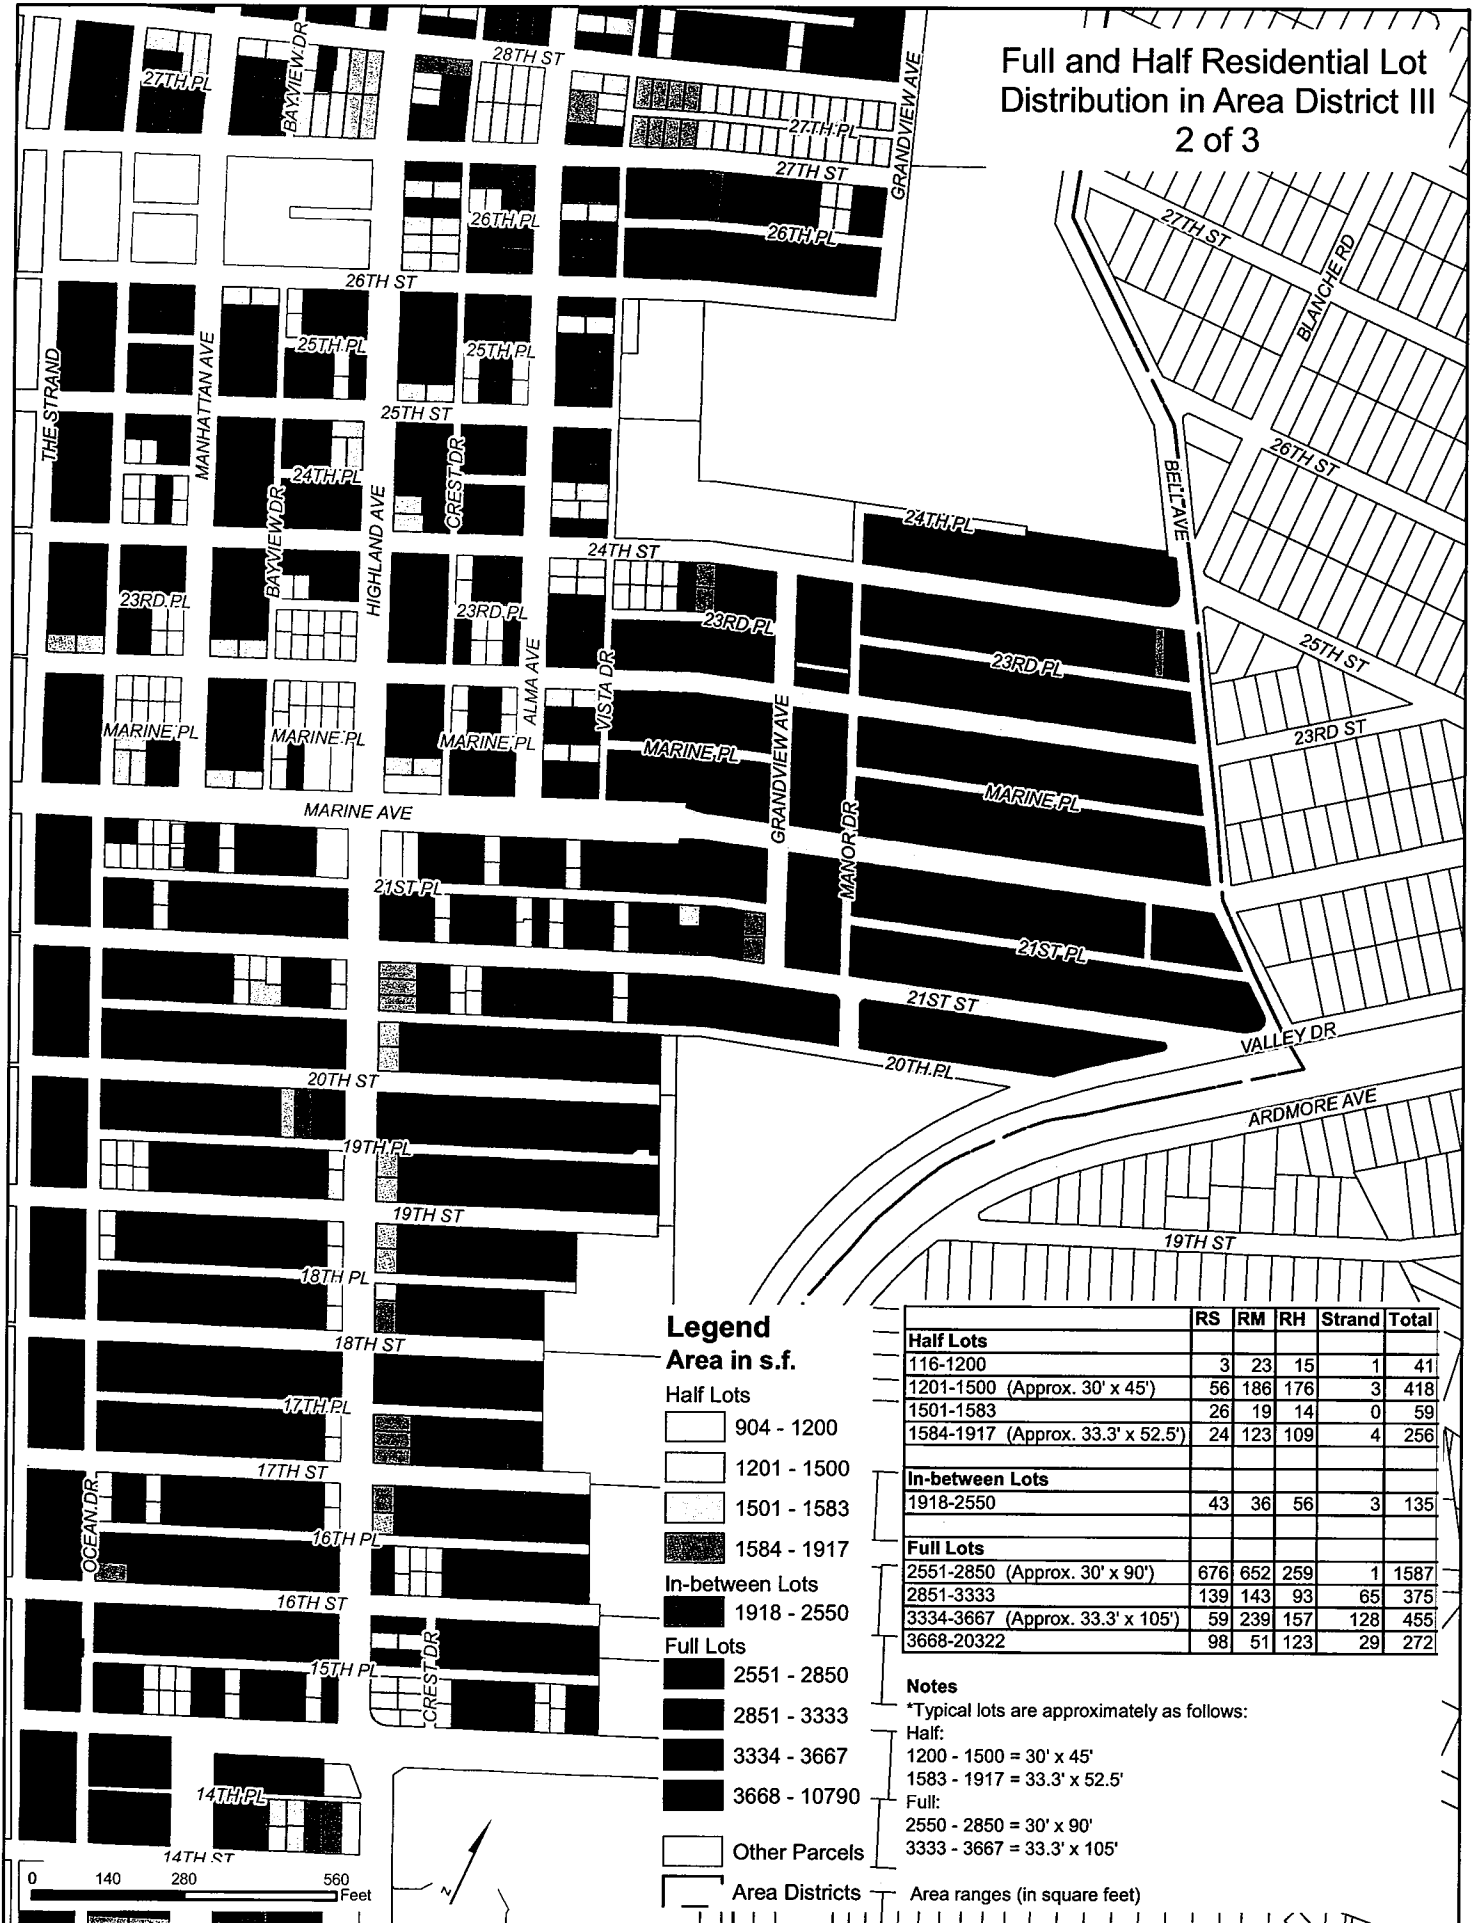 Full and Half Residential Lot
Distribution in Area District III
2 of 3
28TH ST
27TH PL
BAYVIEW DR
GRANDVIEW AVE
27TH PL
27TH ST
26TH PL
26TH PL
27TH ST
BLANCHE RD
26TH ST
25TH PL
25TH PL
THE STRAND
MANHATTAN AVE
25TH ST
24TH PL
BAYVIEW DR
HIGHLAND AVE
CREST DR
26TH ST
BELL AVE
24TH PL
24TH ST
23RD PL
23RD PL
23RD PL
23RD PL
25TH ST
ALMA AVE
VISTA DR
23RD ST
MARINE PL
MARINE PL
MARINE PL
MARINE PL
GRANDVIEW AVE
MARINE PL
MARINE AVE
MANOR DR
21ST PL
21ST PL
21ST ST
VALLEY DR
20TH PL
20TH ST
ARDMORE AVE
19TH PL
19TH ST
19TH ST
18TH PL
18TH ST
17TH PL
17TH ST
OCEAN DR
16TH PL
16TH ST
15TH PL
CREST DR
14TH PL
14TH ST
0 140 280 560
Feet
N
Legend
Area in s.f.
Half Lots
904 - 1200
1201 - 1500
1501 - 1583
1584 - 1917
In-between Lots
1918 - 2550
Full Lots
2551 - 2850
2851 - 3333
3334 - 3667
3668 - 10790
Other Parcels
Area Districts
RS RM RH Strand Total
Half Lots
116-1200 3 23 15 1 41
1201-1500 (Approx. 30' x 45') 56 186 176 3 418
1501-1583 26 19 14 0 59
1584-1917 (Approx. 33.3' x 52.5') 24 123 109 4 256
In-between Lots
1918-2550 43 36 56 3 135
Full Lots
2551-2850 (Approx. 30' x 90') 676 652 259 1 1587
2851-3333 139 143 93 65 375
3334-3667 (Approx. 33.3' x 105') 59 239 157 128 455
3668-20322 98 51 123 29 272
Notes
*Typical lots are approximately as follows:
Half:
1200 - 1500 = 30' x 45'
1583 - 1917 = 33.3' x 52.5'
Full:
2550 - 2850 = 30' x 90'
3333 - 3667 = 33.3' x 105'
Area ranges (in square feet)